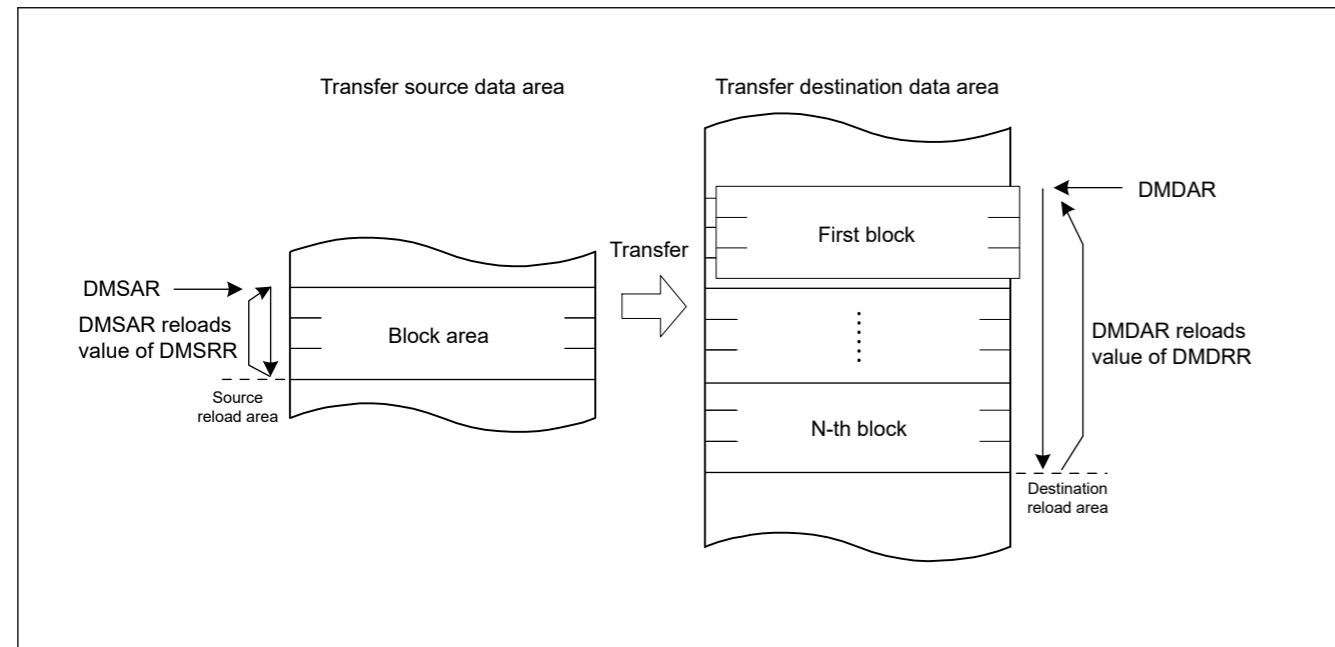 Transfer source data area
Transfer destination data area
DMDAR
First block
Transfer
DMSAR
DMSAR reloads
value of DMSRR
Block area
DMDAR reloads
value of DMDRR
Source
reload area
N-th block
Destination
reload area